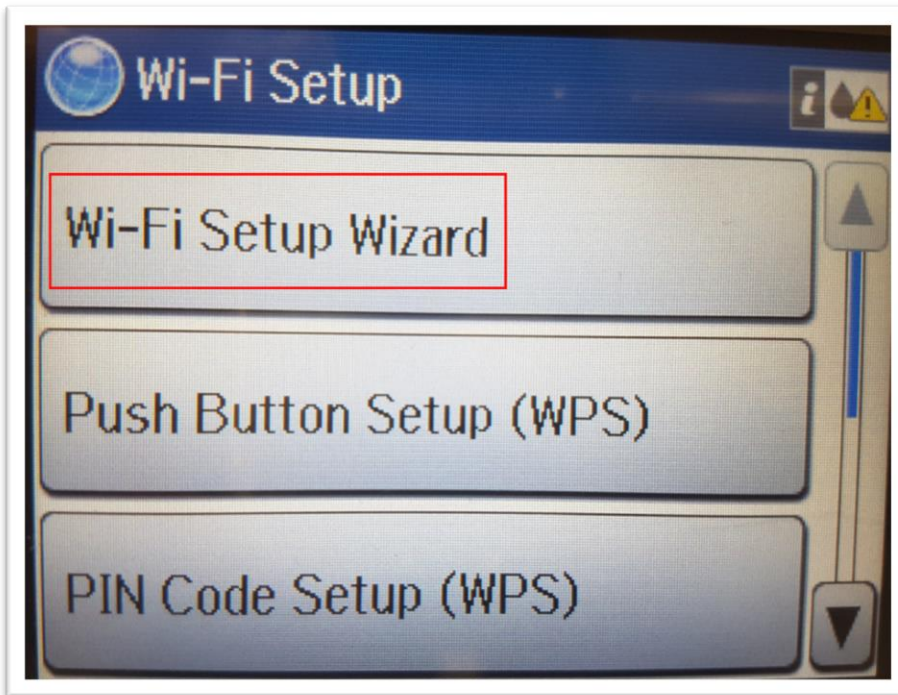 Wi-Fi Setup
i
Wi-Fi Setup Wizard
Push Button Setup (WPS)
PIN Code Setup (WPS)